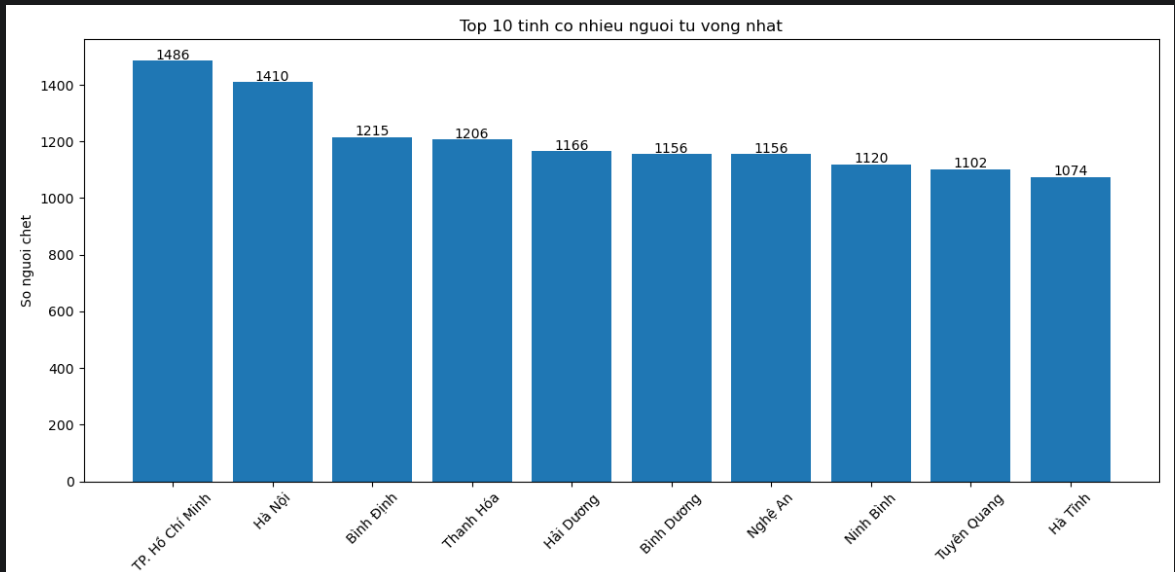 Top 10 tinh co nhieu nguoi tu vong nhat
1486
1410
1215
1206
1166
1156
1156
1120
1102
1074
So nguoi chet
1400
1200
1000
800
600
400
200
0
TP. Hồ Chí Minh
Hà Nội
Bình Định
Thanh Hóa
Hải Dương
Bình Dương
Nghệ An
Ninh Bình
Tuyên Quang
Hà Tĩnh